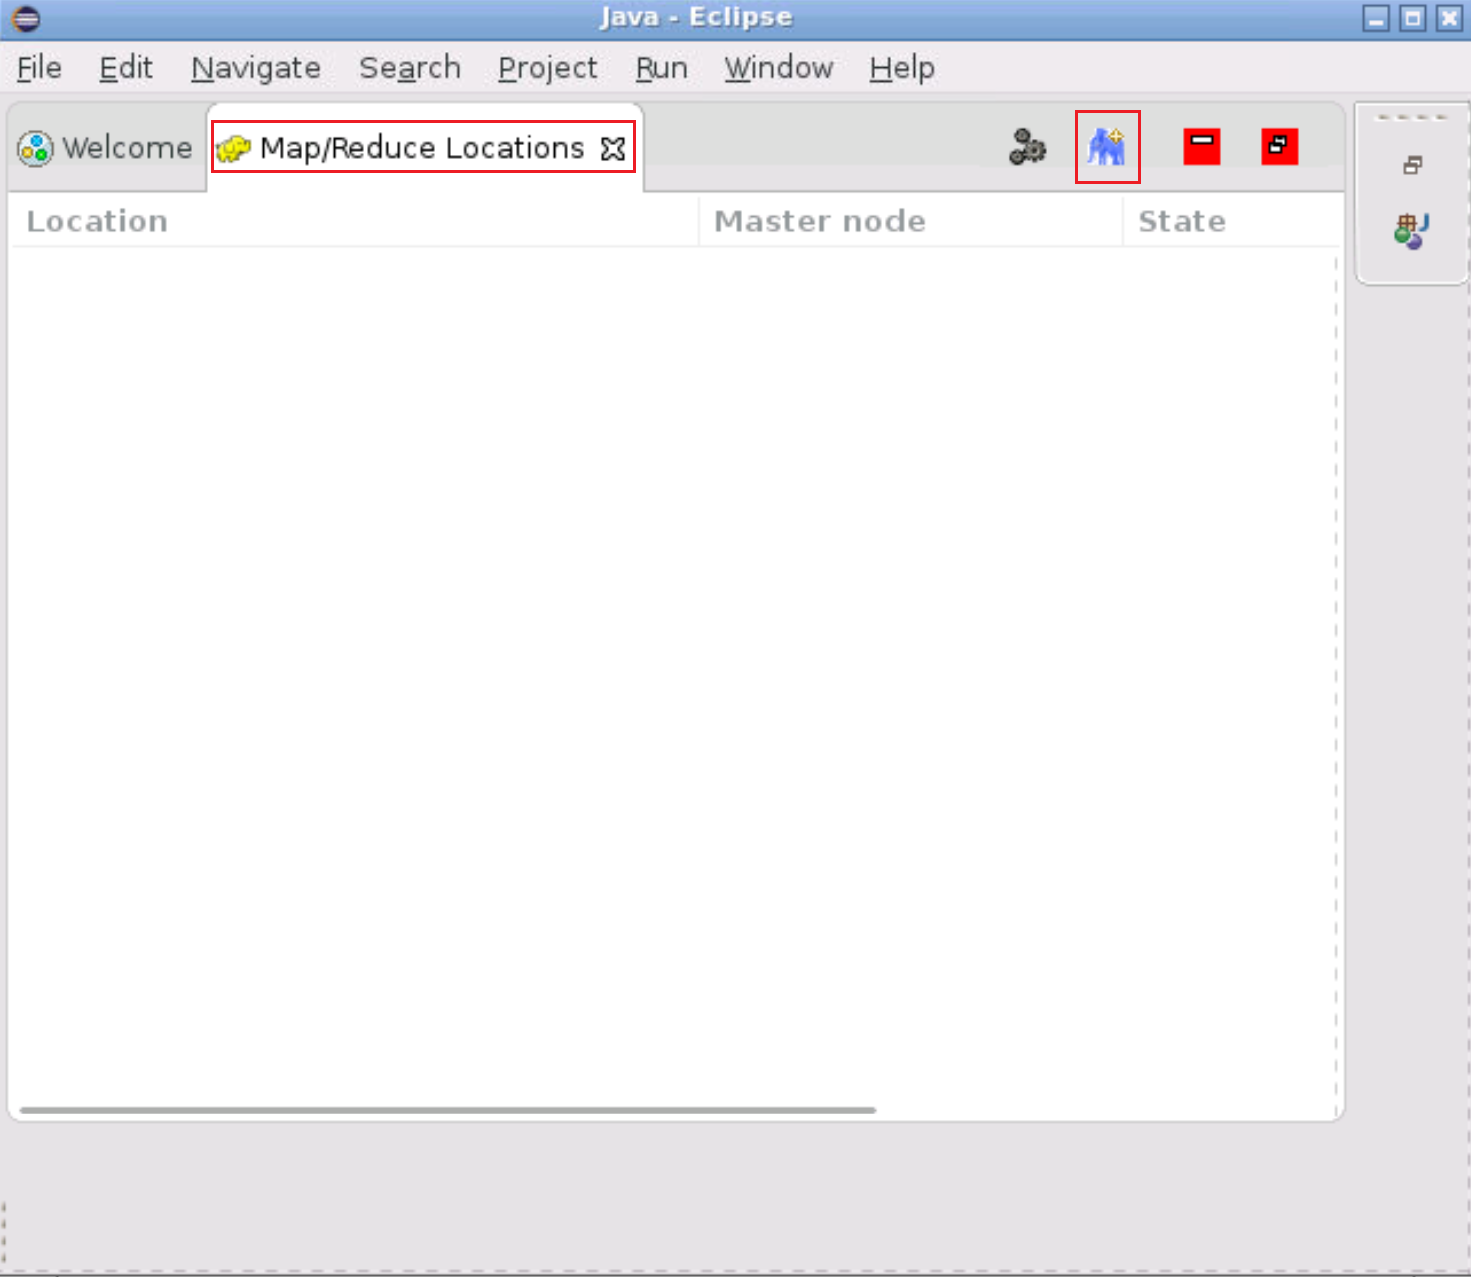 Java - Eclipse
File Edit Navigate Search Project Run Window Help
Welcome Map/Reduce Locations
Location Master node State